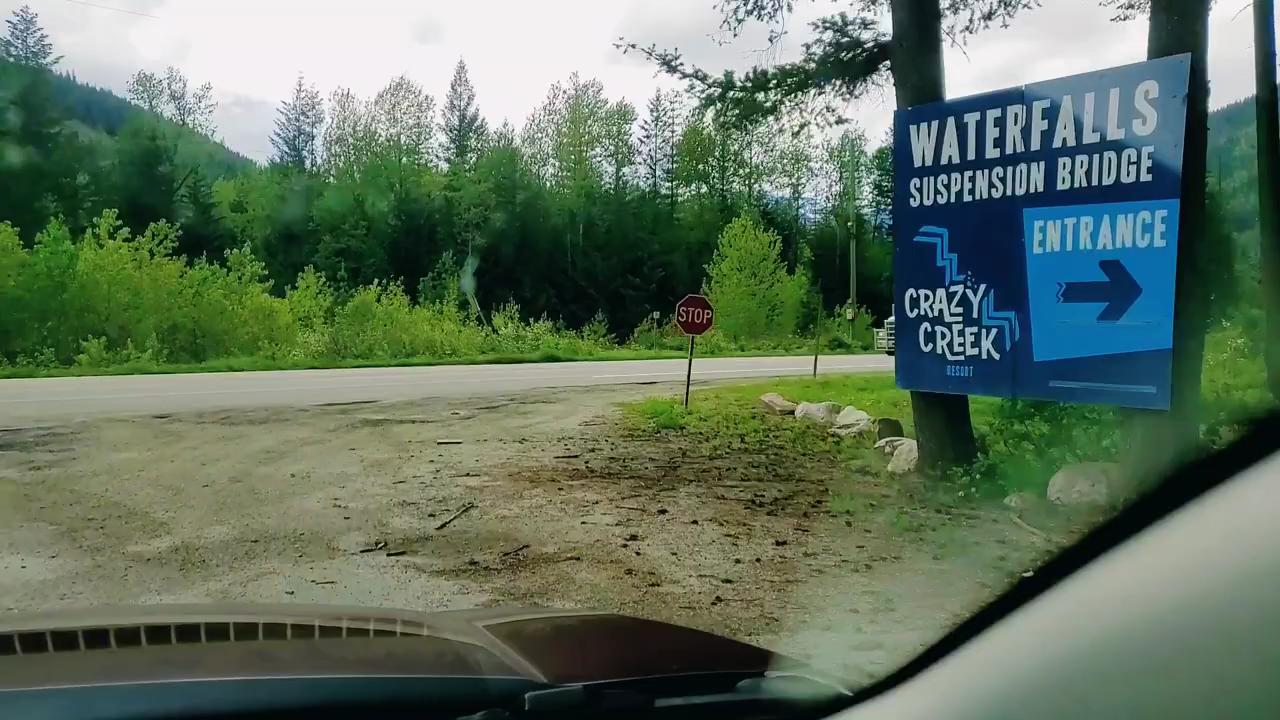 WATERFALLS
SUSPENSION BRIDGE
ENTRANCE
CRAZY
CREEK
RESORT
STOP